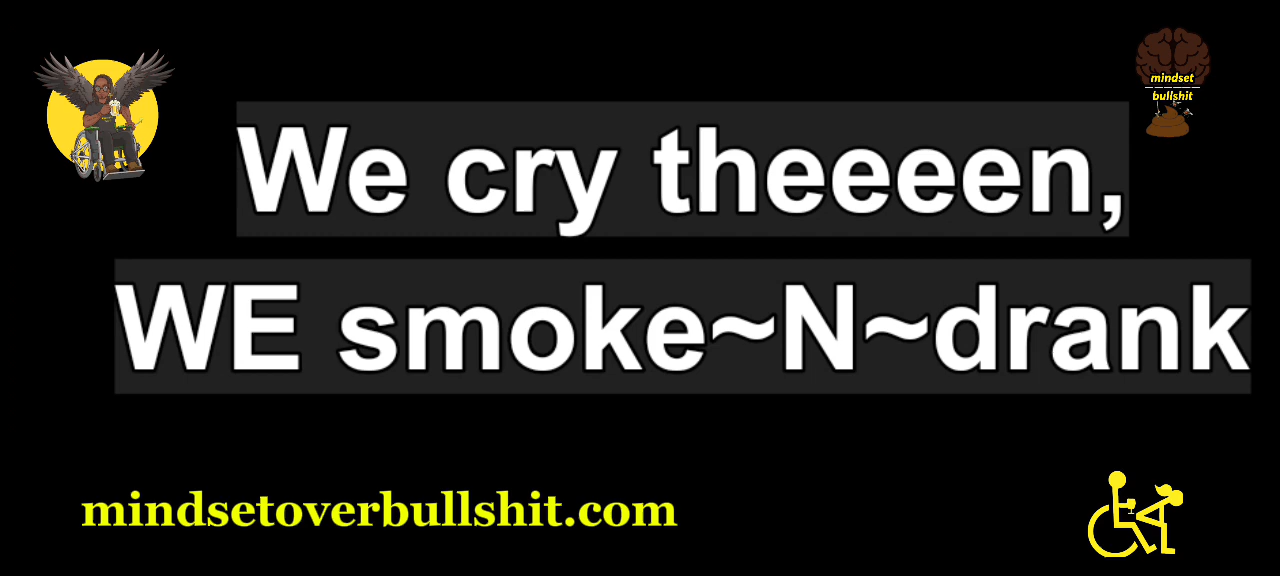 mindset
bullshit
We cry theeeen,
WE smoke~N~drank
mindsetoverbullshit.com